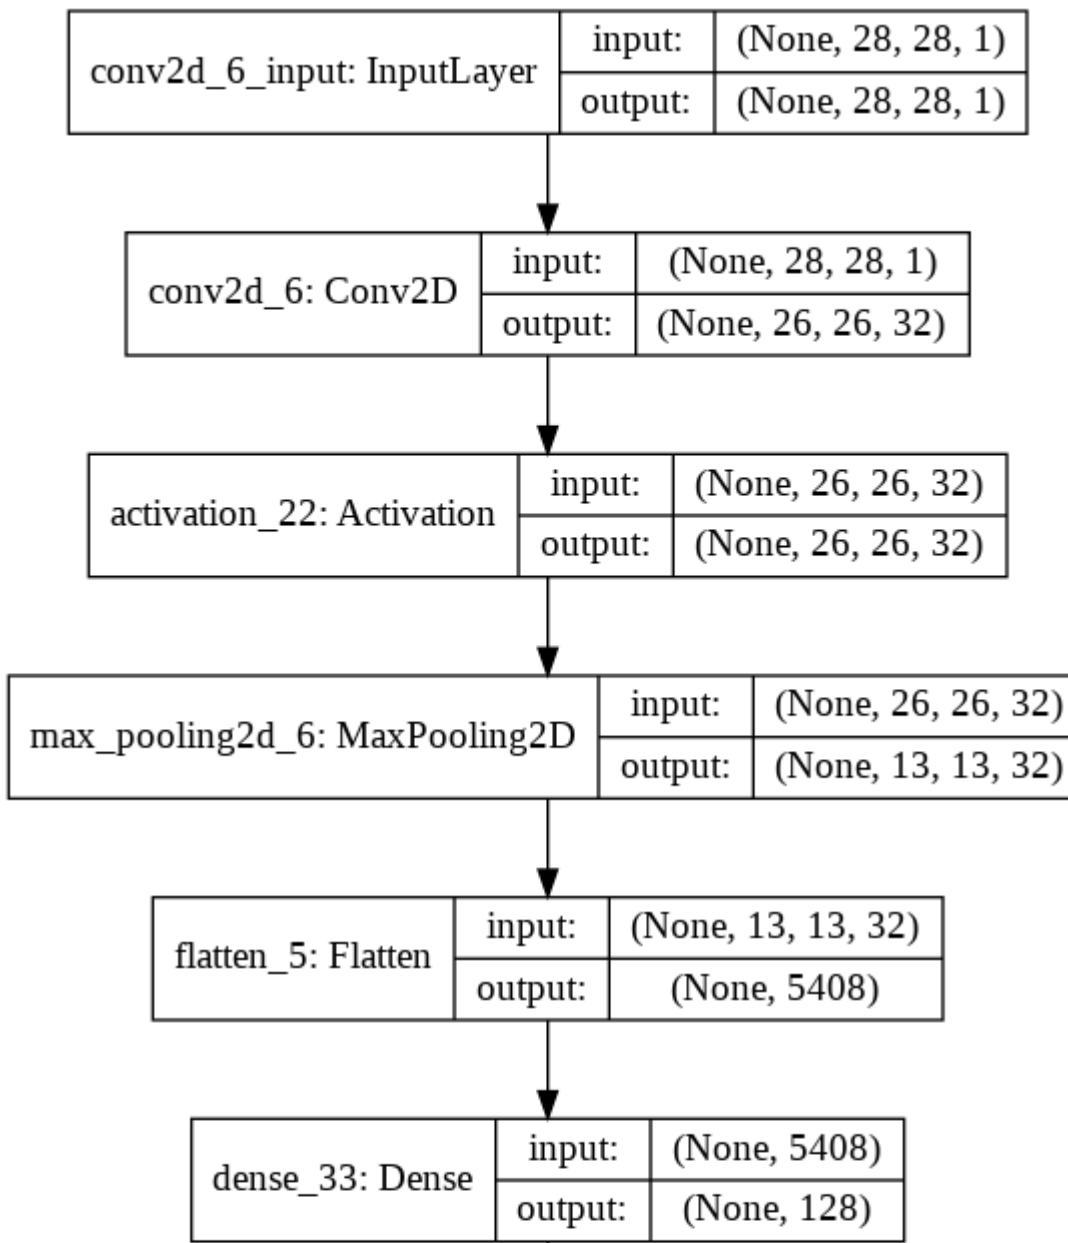 conv2d_6_input: InputLayer
input: (None, 28, 28, 1)
output: (None, 28, 28, 1)
conv2d_6: Conv2D
input: (None, 28, 28, 1)
output: (None, 26, 26, 32)
activation_22: Activation
input: (None, 26, 26, 32)
output: (None, 26, 26, 32)
max_pooling2d_6: MaxPooling2D
input: (None, 26, 26, 32)
output: (None, 13, 13, 32)
flatten_5: Flatten
input: (None, 13, 13, 32)
output: (None, 5408)
dense_33: Dense
input: (None, 5408)
output: (None, 128)